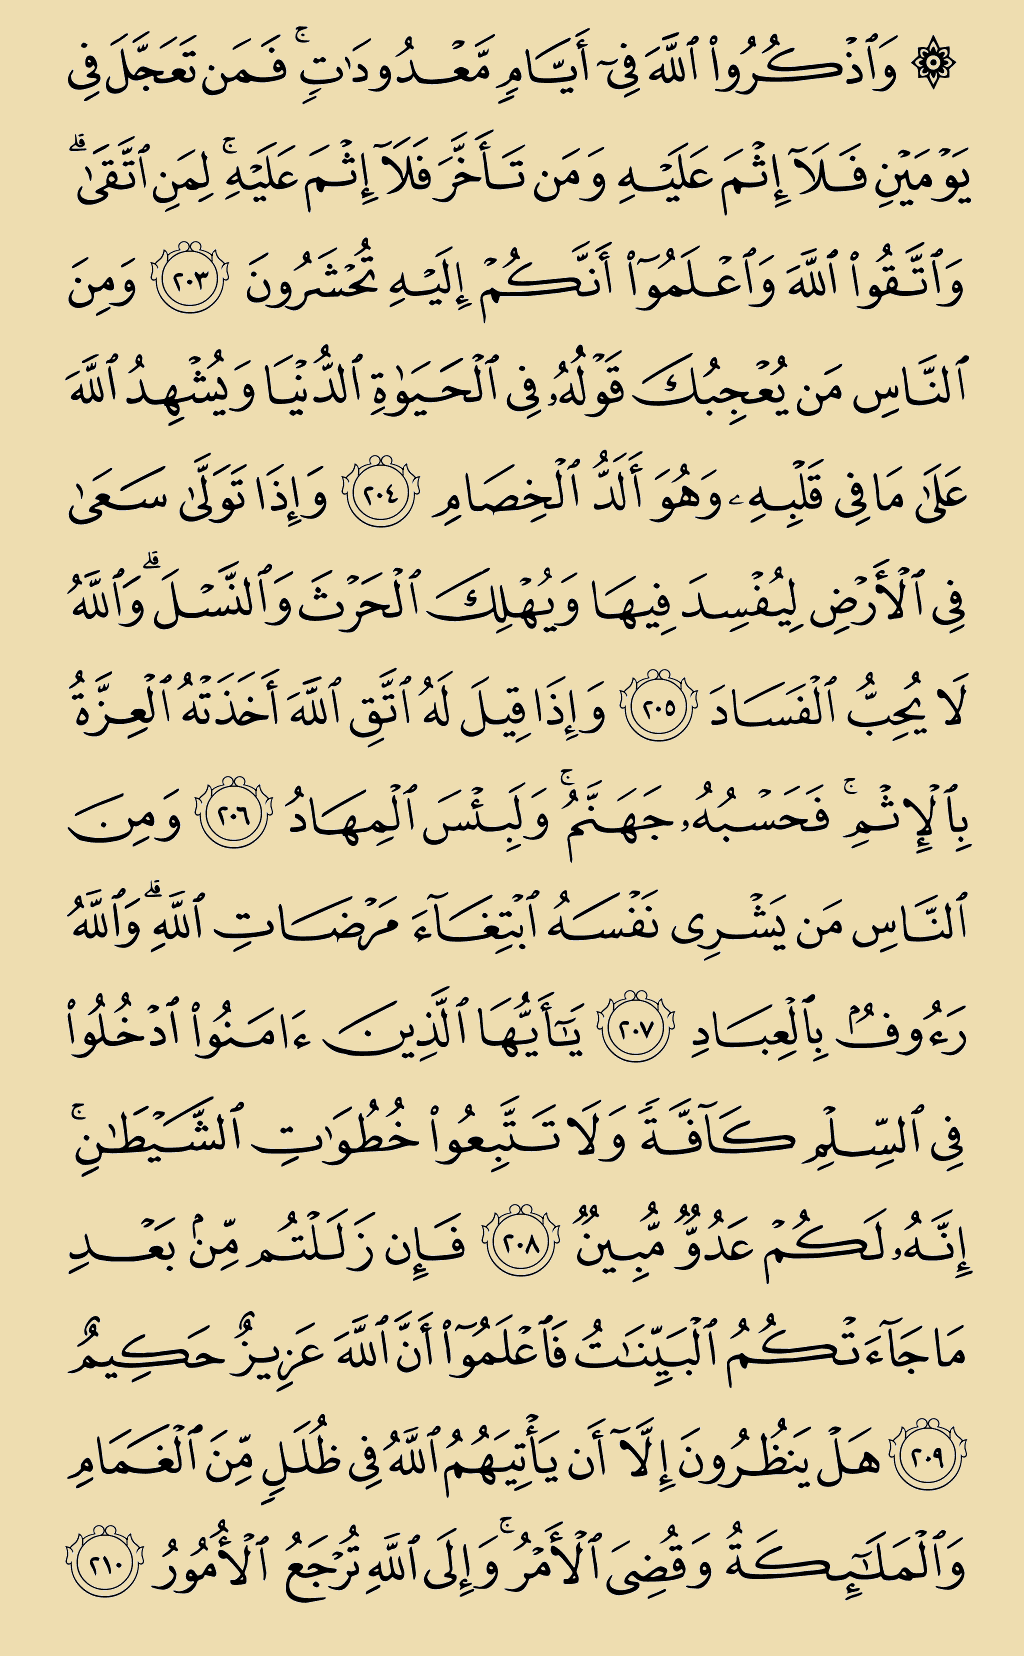 ۞ وَٱذْكُرُوا۟ ٱللَّهَ فِىٓ أَيَّامٍ مَّعْدُودَٰتٍ ۚ فَمَن تَعَجَّلَ فِى
يَوْمَيْنِ فَلَآ إِثْمَ عَلَيْهِ وَمَن تَأَخَّرَ فَلَآ إِثْمَ عَلَيْهِ ۚ لِمَنِ ٱتَّقَىٰ ۗ
وَٱتَّقُوا۟ ٱللَّهَ وَٱعْلَمُوٓا۟ أَنَّكُمْ إِلَيْهِ تُحْشَرُونَ ٢٠٣ وَمِنَ
ٱلنَّاسِ مَن يُعْجِبُكَ قَوْلُهُۥ فِى ٱلْحَيَوٰةِ ٱلدُّنْيَا وَيُشْهِدُ ٱللَّهَ
عَلَىٰ مَا فِى قَلْبِهِۦ وَهُوَ أَلَدُّ ٱلْخِصَامِ ٢٠٤ وَإِذَا تَوَلَّىٰ سَعَىٰ
فِى ٱلْأَرْضِ لِيُفْسِدَ فِيهَا وَيُهْلِكَ ٱلْحَرْثَ وَٱلنَّسْلَ ۗ وَٱللَّهُ
لَا يُحِبُّ ٱلْفَسَادَ ٢٠٥ وَإِذَا قِيلَ لَهُ ٱتَّقِ ٱللَّهَ أَخَذَتْهُ ٱلْعِزَّةُ
بِٱلْإِثْمِ ۚ فَحَسْبُهُۥ جَهَنَّمُ ۚ وَلَبِئْسَ ٱلْمِهَادُ ٢٠٦ وَمِنَ
ٱلنَّاسِ مَن يَشْرِى نَفْسَهُ ٱبْتِغَآءَ مَرْضَاتِ ٱللَّهِ ۗ وَٱللَّهُ
رَءُوفٌۢ بِٱلْعِبَادِ ٢٠٧ يَٰٓأَيُّهَا ٱلَّذِينَ ءَامَنُوا۟ ٱدْخُلُوا۟
فِى ٱلسِّلْمِ كَآفَّةً وَلَا تَتَّبِعُوا۟ خُطُوَٰتِ ٱلشَّيْطَٰنِ ۚ
إِنَّهُۥ لَكُمْ عَدُوٌّ مُّبِينٌ ٢٠٨ فَإِن زَلَلْتُم مِّنۢ بَعْدِ
مَا جَآءَتْكُمُ ٱلْبَيِّنَٰتُ فَٱعْلَمُوٓا۟ أَنَّ ٱللَّهَ عَزِيزٌ حَكِيمٌ
٢٠٩ هَلْ يَنظُرُونَ إِلَّآ أَن يَأْتِيَهُمُ ٱللَّهُ فِى ظُلَلٍ مِّنَ ٱلْغَمَامِ
وَٱلْمَلَٰٓئِكَةُ وَقُضِىَ ٱلْأَمْرُ ۚ وَإِلَى ٱللَّهِ تُرْجَعُ ٱلْأُمُورُ ٢١٠